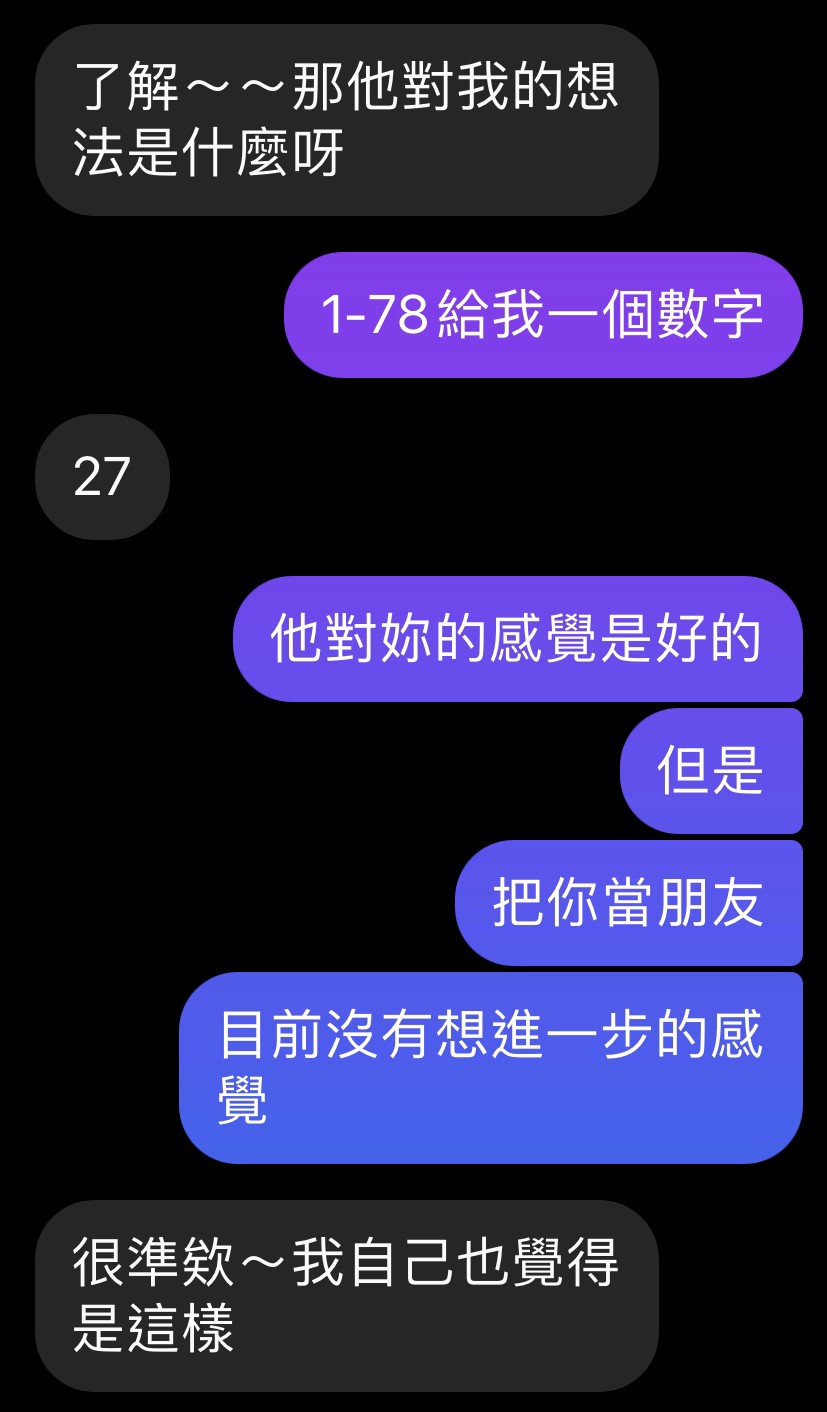 了解～～那他對我的想
法是什麼呀
1-78給我一個數字
27
他對妳的感覺是好的
但是
把你當朋友
目前沒有想進一步的感
覺
很準欸～我自己也覺得
是這樣